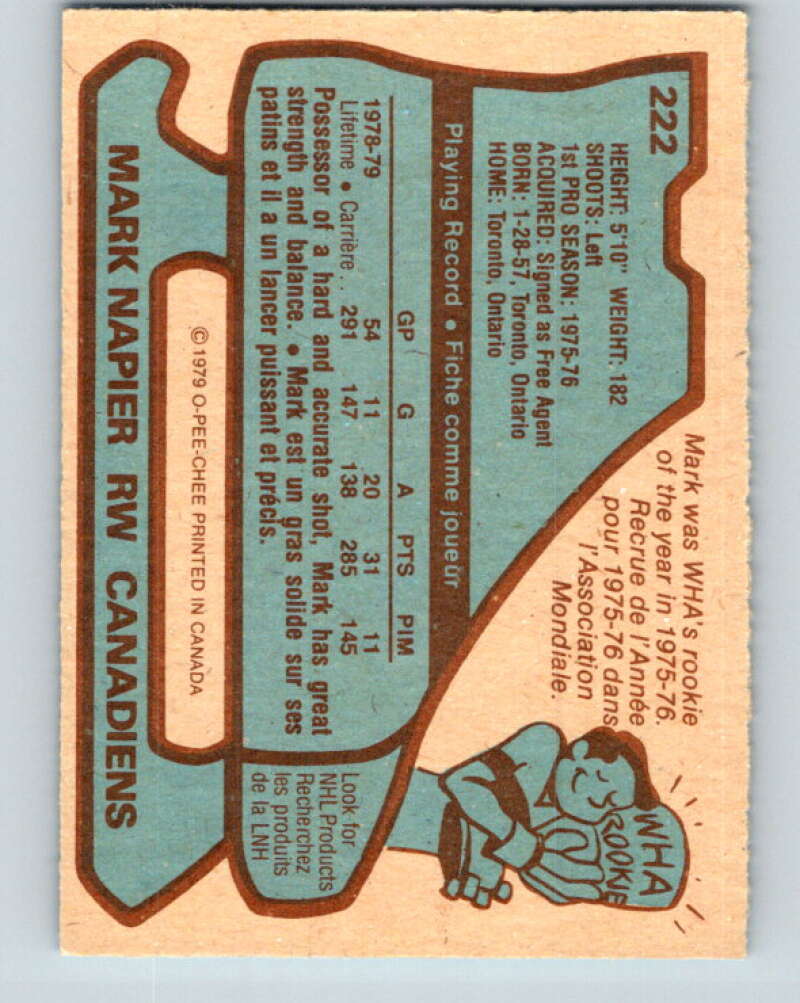 222
HEIGHT: 5'10" WEIGHT: 182
SHOOTS: Left
1st PRO SEASON: 1975-76
ACQUIRED: Signed as Free Agent
BORN: 1-28-57, Toronto, Ontario
HOME: Toronto, Ontario
Mark was WHA's rookie
of the year in 1975-76.
Recrue de l'Année
pour 1975-76 dans
l'Association
Mondiale.
WHA
ROOKIE
Playing Record • Fiche comme joueur
GP G A PTS PIM
1978-79 54 11 20 31 11
Lifetime • Carrière... 291 147 138 285 145
Possessor of a hard and accurate shot, Mark has great
strength and balance. • Mark est un gras solide sur ses
patins et il a un lancer puissant et précis.
Look for
NHL Products
Recherchez
les produits
de la LNH
© 1979 O-PEE-CHEE PRINTED IN CANADA
MARK NAPIER RW CANADIENS